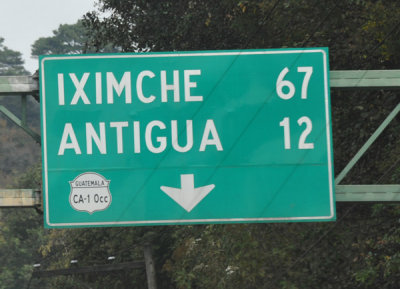 IXIMCHE 67
ANTIGUA 12
GUATEMALA
CA-1 Occ